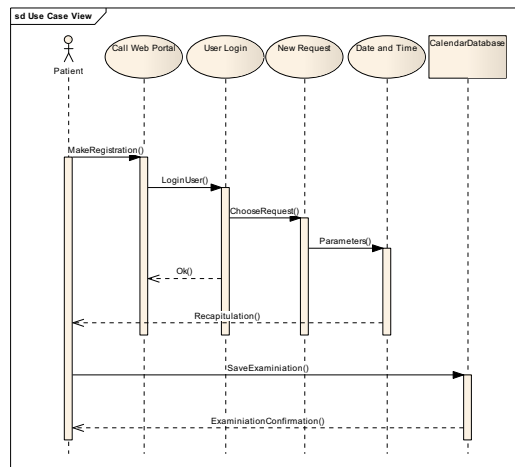 sd Use Case View
Patient
Call Web Portal
User Login
New Request
Date and Time
CalendarDatabase
MakeRegistration()
LoginUser()
ChooseRequest()
Parameters()
Ok()
Recapitulation()
SaveExaminiation()
ExaminiationConfirmation()